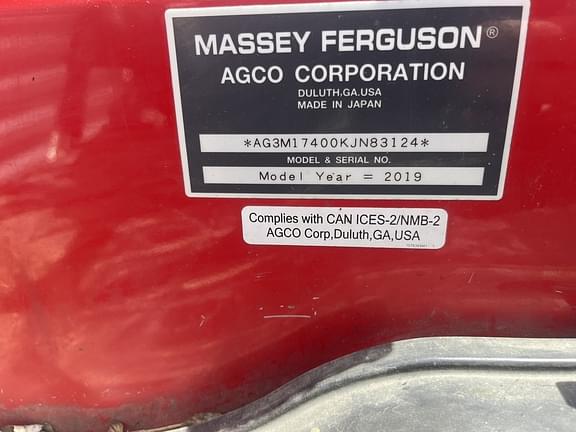 MASSEY FERGUSON®
AGCO CORPORATION
DULUTH,GA.USA
MADE IN JAPAN
*AG3M17400KJN83124*
MODEL & SERIAL NO.
Model Year = 2019
Complies with CAN ICES-2/NMB-2
AGCO Corp,Duluth,GA,USA